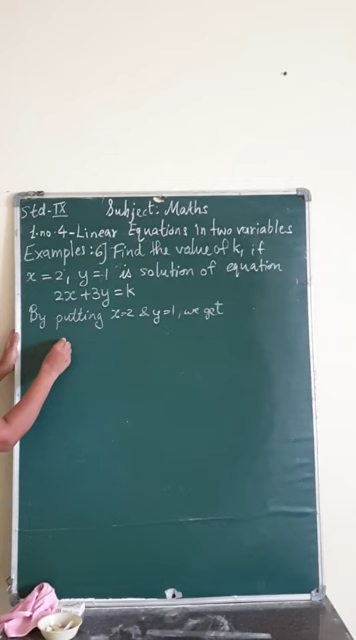 Std-IX Subject: Maths
L.no.4-Linear Equations in two variables
Examples:6] Find the value of k, if
x=2, y=1 is solution of equation
2x+3y=k
By putting x=2 & y=1, we get